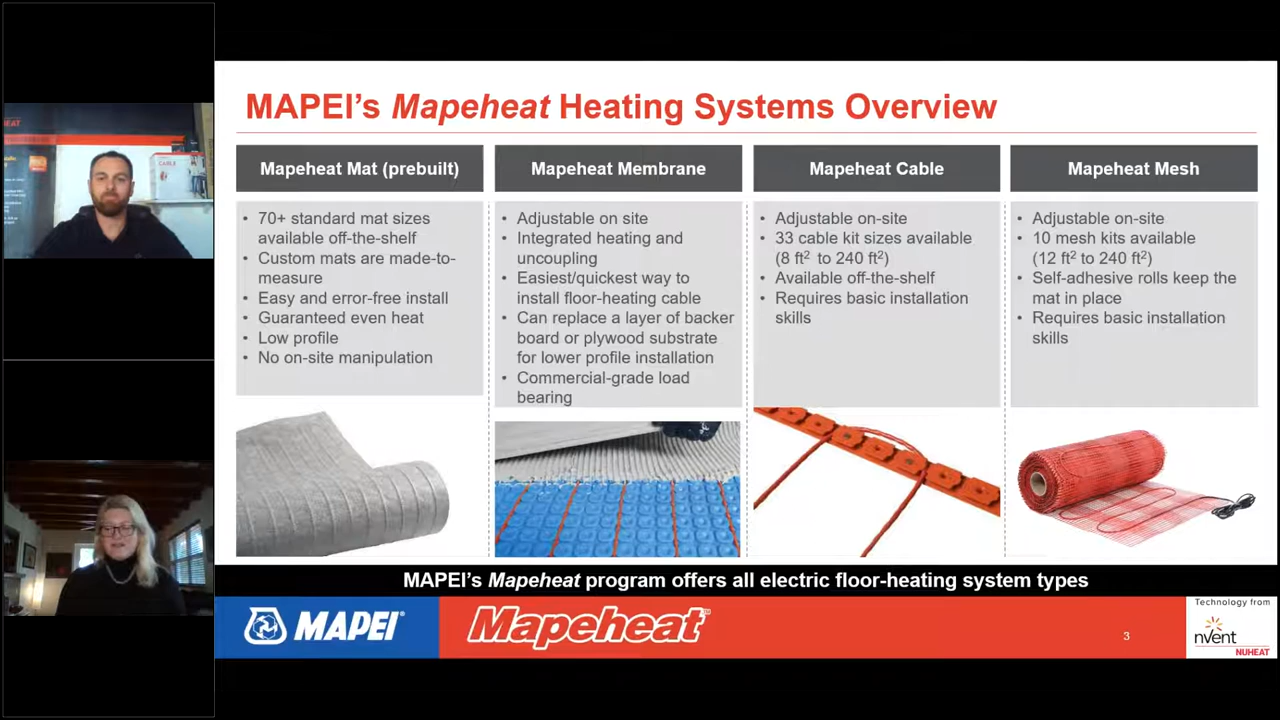 MAPEI's Mapeheat Heating Systems Overview
Mapeheat Mat (prebuilt)
• 70+ standard mat sizes
available off-the-shelf
• Custom mats are made-to-
measure
• Easy and error-free install
• Guaranteed even heat
• Low profile
• No on-site manipulation
Mapeheat Membrane
• Adjustable on site
• Integrated heating and
uncoupling
• Easiest/quickest way to
install floor-heating cable
• Can replace a layer of backer
board or plywood substrate
for lower profile installation
• Commercial-grade load
bearing
Mapeheat Cable
• Adjustable on-site
• 33 cable kit sizes available
(8 ft² to 240 ft²)
• Available off-the-shelf
• Requires basic installation
skills
Mapeheat Mesh
• Adjustable on-site
• 10 mesh kits available
(12 ft² to 240 ft²)
• Self-adhesive rolls keep the
mat in place
• Requires basic installation
skills
MAPEI's Mapeheat program offers all electric floor-heating system types
MAPEI®
Mapeheat™
3
Technology from
nvent
NUHEAT
CABLE